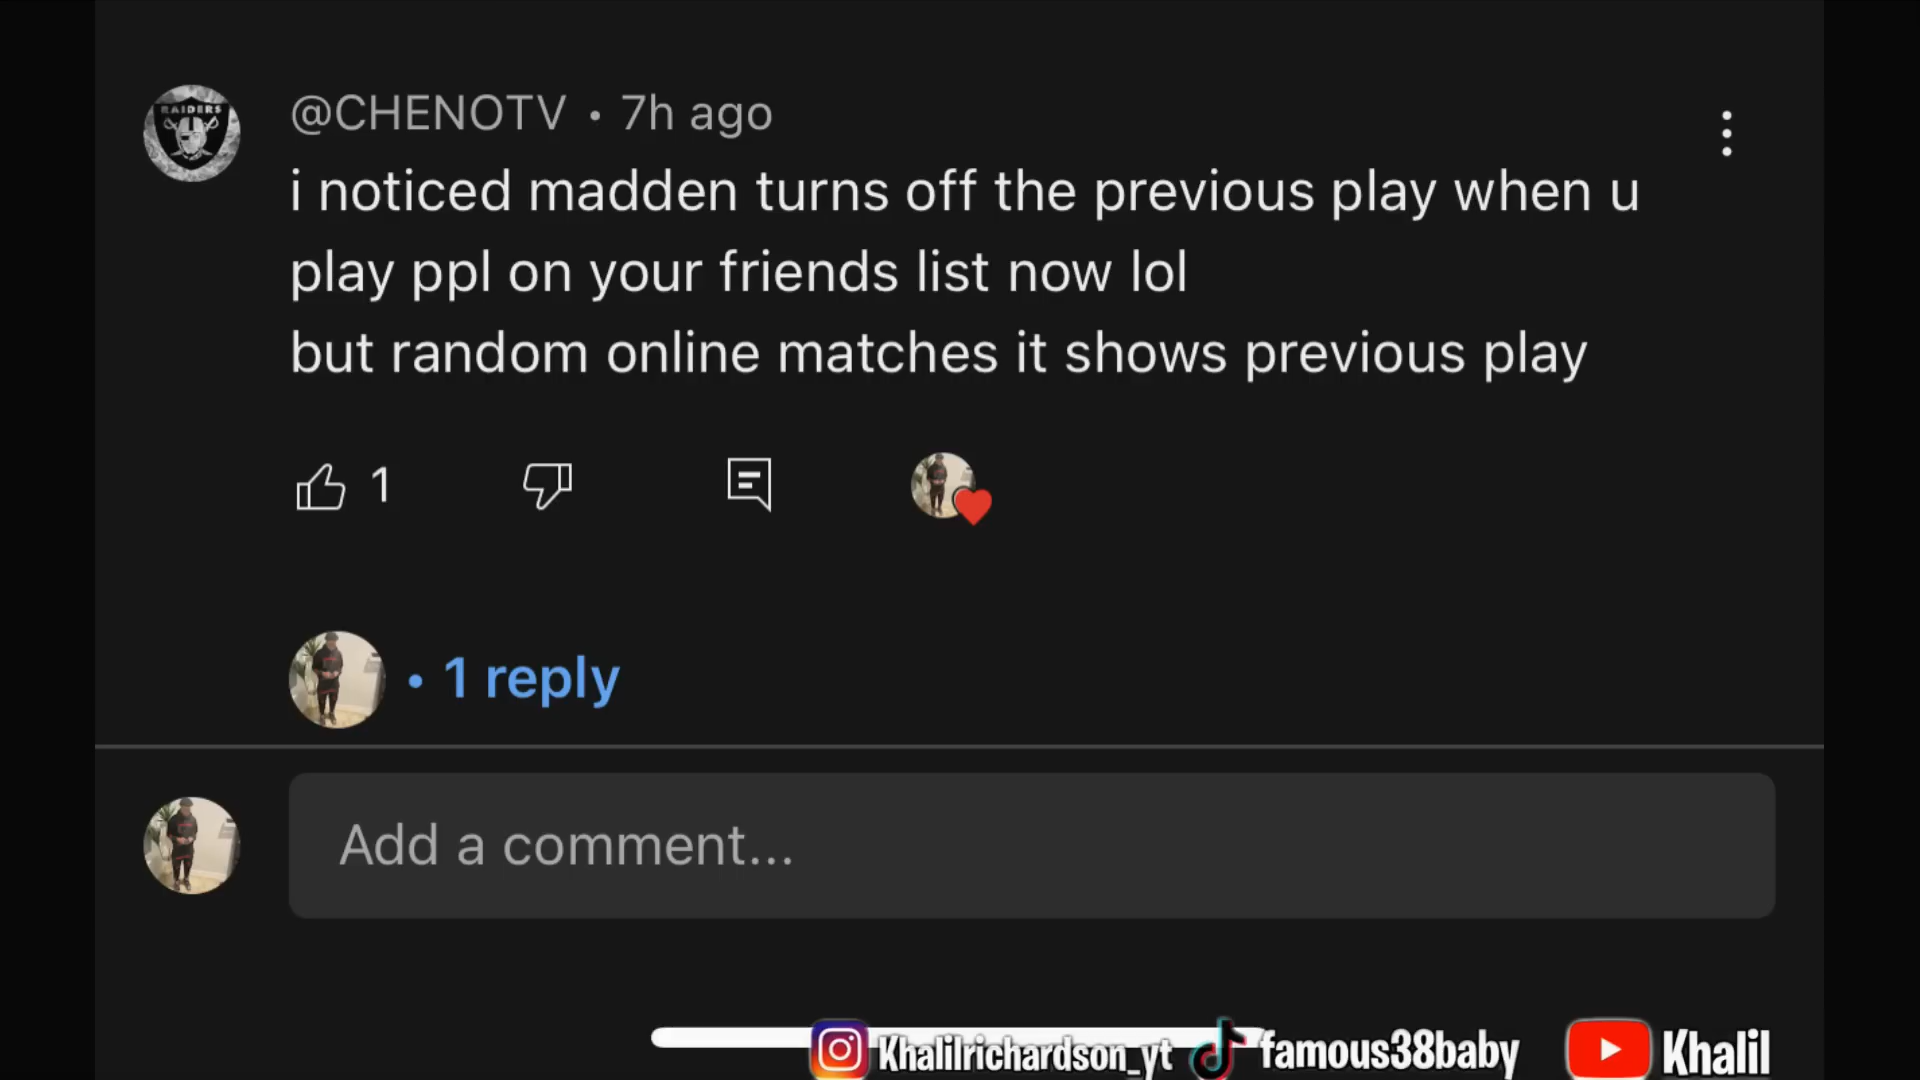 RAIDERS
@CHENOTV • 7h ago
i noticed madden turns off the previous play when u
play ppl on your friends list now lol
but random online matches it shows previous play
1
• 1 reply
Add a comment...
Khalilrichardson_yt famous38baby Khalil